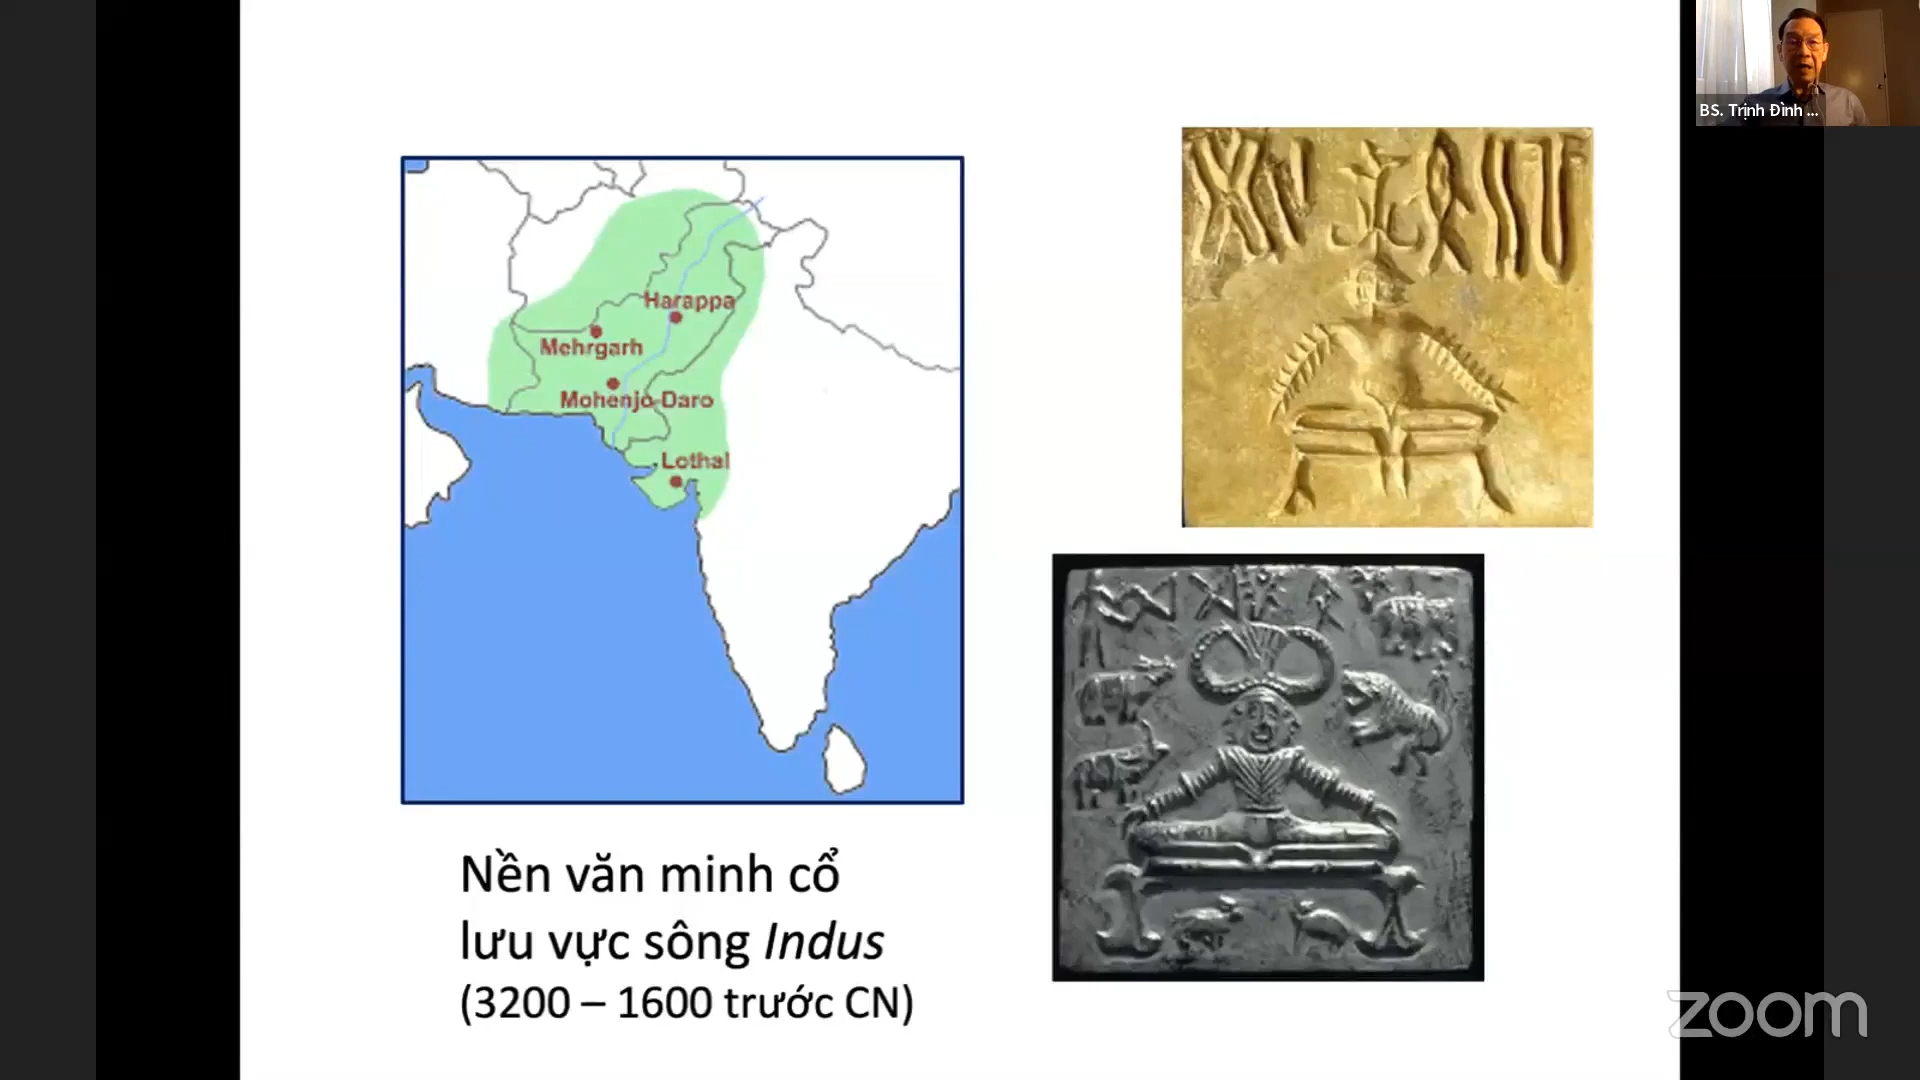 BS. Trịnh Đình ...
Harappa
Mehrgarh
Mohenjo-Daro
Lothal
Nền văn minh cổ
lưu vực sông Indus
(3200 – 1600 trước CN)
zoom